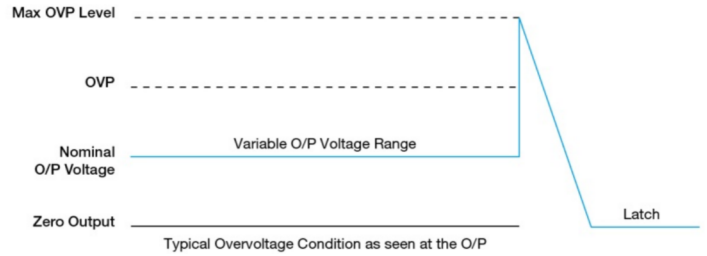 Max OVP Level
OVP
Variable O/P Voltage Range
Nominal
O/P Voltage
Zero Output
Latch
Typical Overvoltage Condition as seen at the O/P